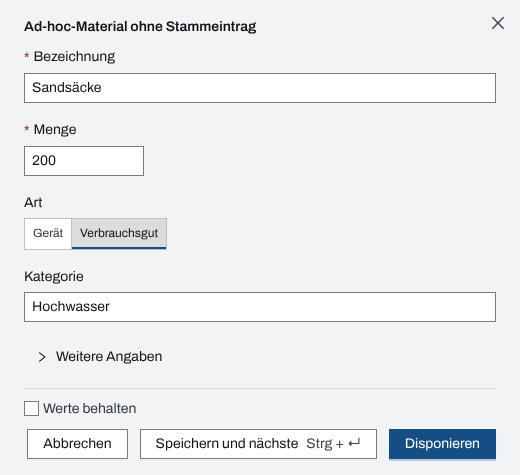 Ad-hoc-Material ohne Stammeintrag
* Bezeichnung
Sandsäcke
* Menge
200
Art
Gerät Verbrauchsgut
Kategorie
Hochwasser
Weitere Angaben
Werte behalten
Abbrechen Speichern und nächste Strg + ↵ Disponieren